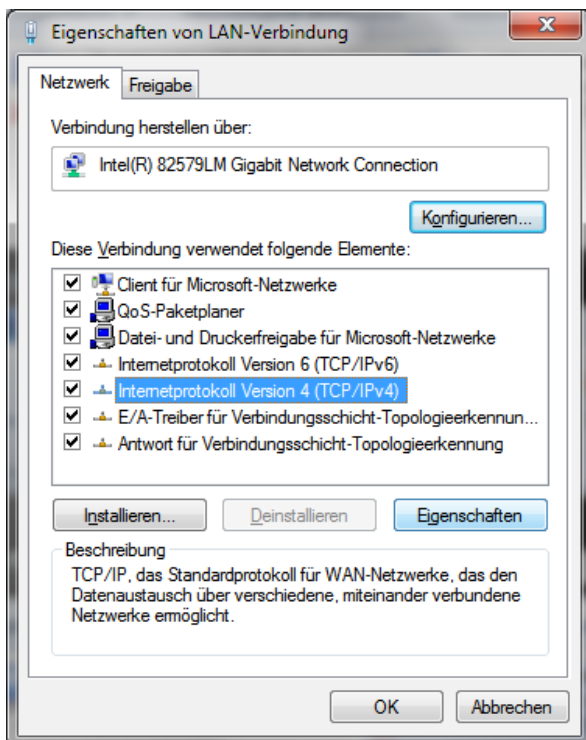 Eigenschaften von LAN-Verbindung
Netzwerk
Freigabe
Verbindung herstellen über:
Intel(R) 82579LM Gigabit Network Connection
Konfigurieren...
Diese Verbindung verwendet folgende Elemente:
Client für Microsoft-Netzwerke
QoS-Paketplaner
Datei- und Druckerfreigabe für Microsoft-Netzwerke
Internetprotokoll Version 6 (TCP/IPv6)
Internetprotokoll Version 4 (TCP/IPv4)
E/A-Treiber für Verbindungsschicht-Topologieerkennun...
Antwort für Verbindungsschicht-Topologieerkennung
Installieren...
Deinstallieren
Eigenschaften
Beschreibung
TCP/IP, das Standardprotokoll für WAN-Netzwerke, das den
Datenaustausch über verschiedene, miteinander verbundene
Netzwerke ermöglicht.
OK
Abbrechen